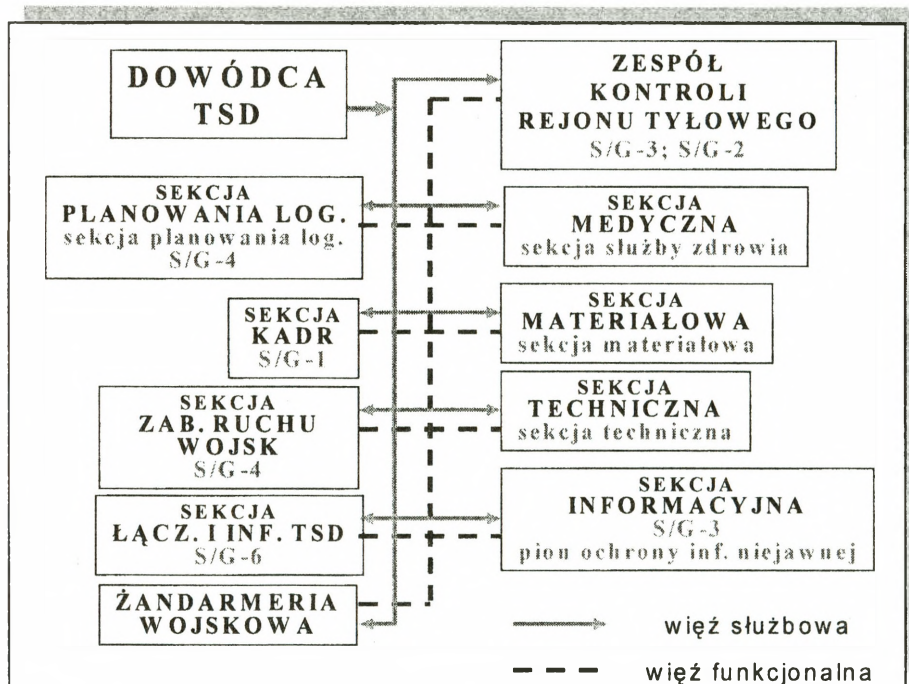 DOWÓDCA
TSD
ZESPÓŁ
KONTROLI
REJONU TYŁOWEGO
S/G-3; S/G-2
SEKCJA
PLANOWANIA LOG.
sekcja planowania log.
S/G-4
SEKCJA
MEDYCZNA
sekcja służby zdrowia
SEKCJA
KADR
S/G-1
SEKCJA
MATERIAŁOWA
sekcja materiałowa
SEKCJA
ZAB. RUCHU
WOJSK
S/G-4
SEKCJA
TECHNICZNA
sekcja techniczna
SEKCJA
ŁĄCZ. I INF. TSD
S/G-6
SEKCJA
INFORMACYJNA
S/G-3
pion ochrony inf. niejawnej
ŻANDARMERIA
WOJSKOWA
więź służbowa
więź funkcjonalna